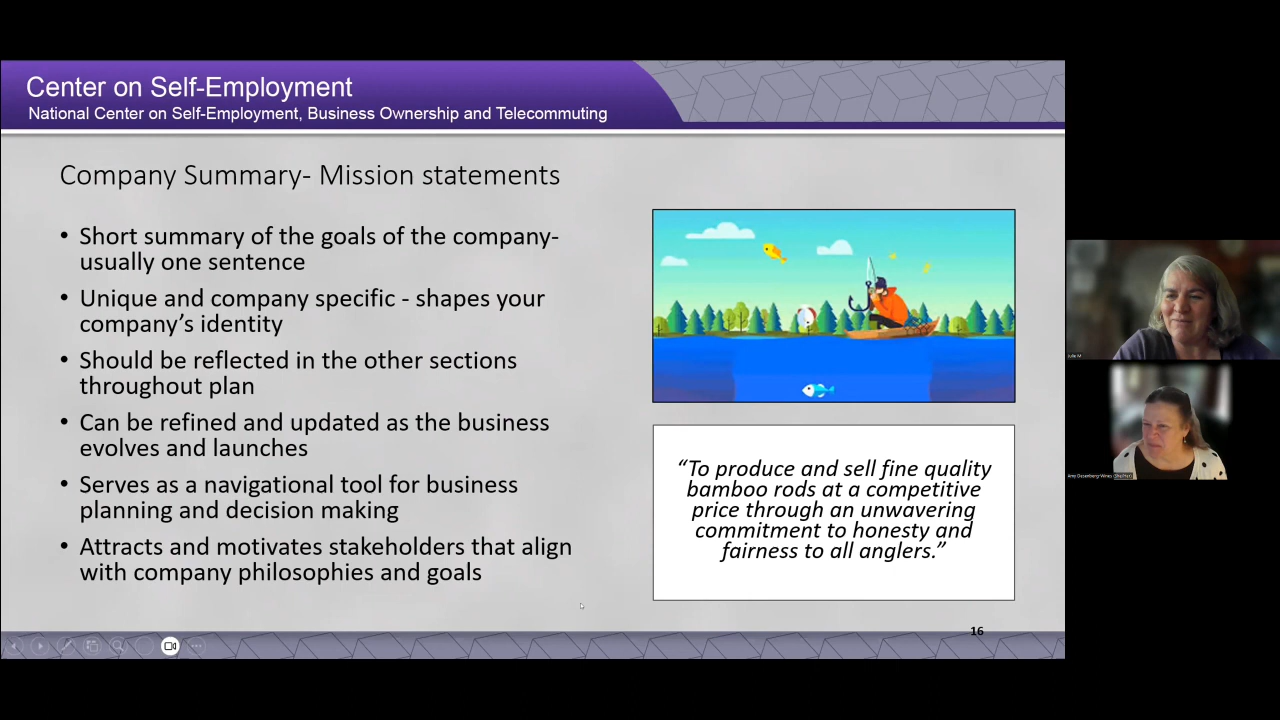 Center on Self-Employment
National Center on Self-Employment, Business Ownership and Telecommuting
Company Summary- Mission statements
• Short summary of the goals of the company-
usually one sentence
• Unique and company specific - shapes your
company’s identity
• Should be reflected in the other sections
throughout plan
• Can be refined and updated as the business
evolves and launches
• Serves as a navigational tool for business
planning and decision making
• Attracts and motivates stakeholders that align
with company philosophies and goals
“To produce and sell fine quality
bamboo rods at a competitive
price through an unwavering
commitment to honesty and
fairness to all anglers.”
16
Julie M